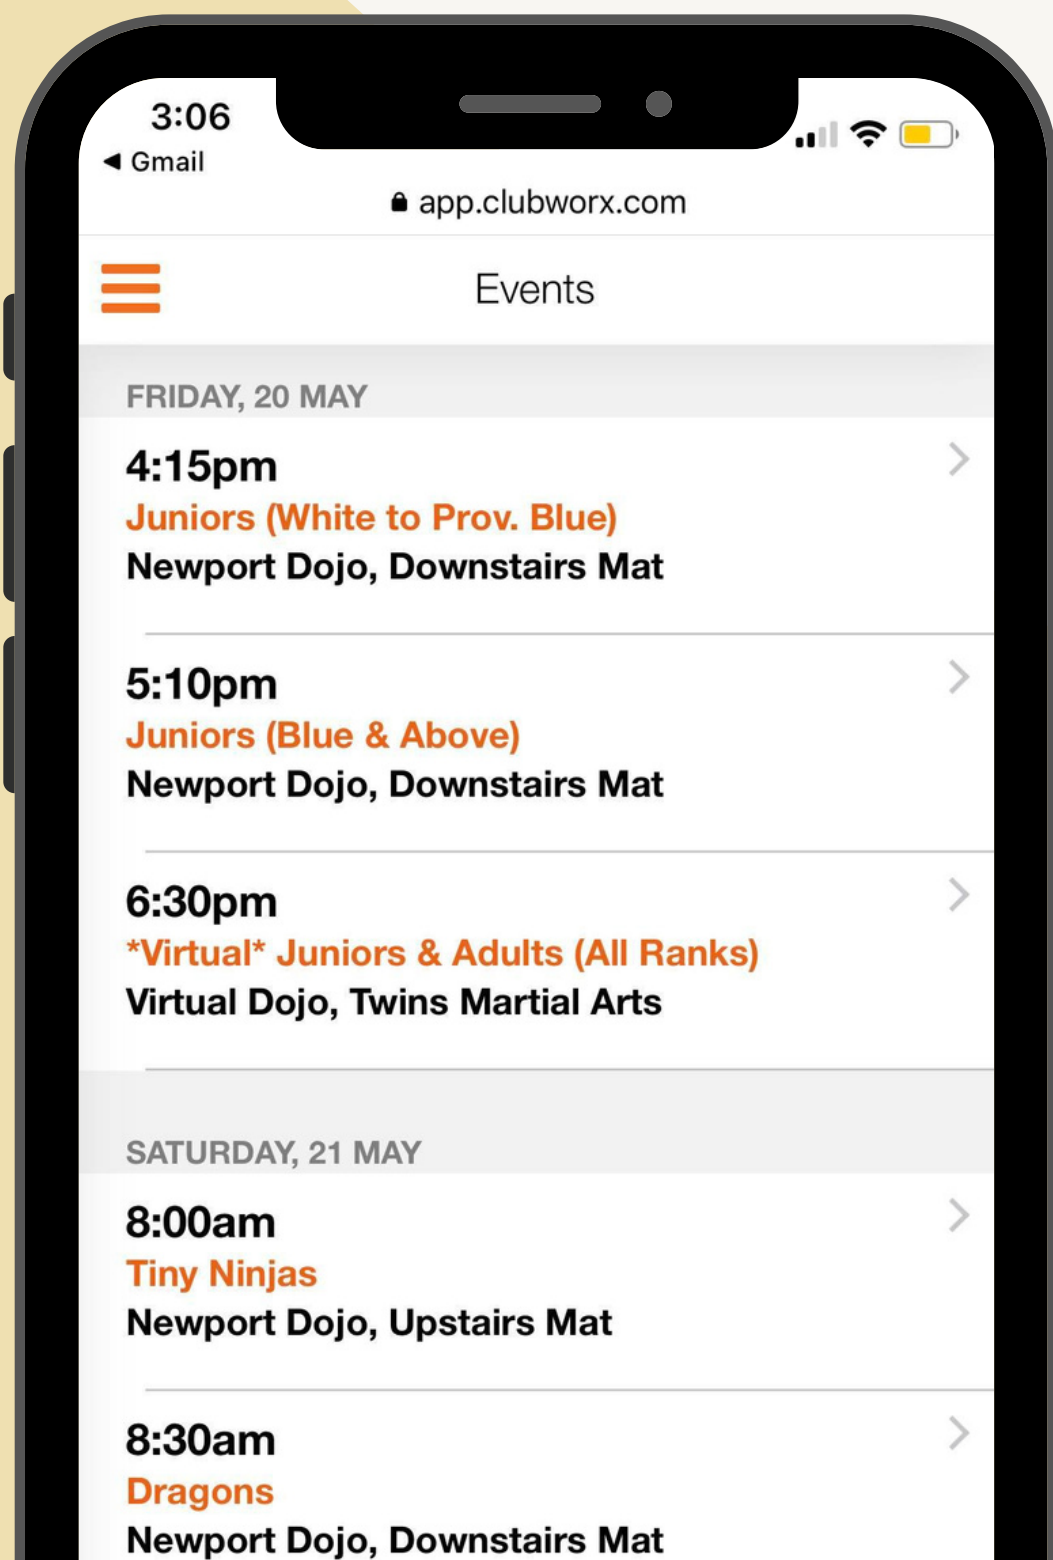 3:06
Gmail
app.clubworx.com
Events
FRIDAY, 20 MAY
4:15pm
Juniors (White to Prov. Blue)
Newport Dojo, Downstairs Mat
5:10pm
Juniors (Blue & Above)
Newport Dojo, Downstairs Mat
6:30pm
*Virtual* Juniors & Adults (All Ranks)
Virtual Dojo, Twins Martial Arts
SATURDAY, 21 MAY
8:00am
Tiny Ninjas
Newport Dojo, Upstairs Mat
8:30am
Dragons
Newport Dojo, Downstairs Mat